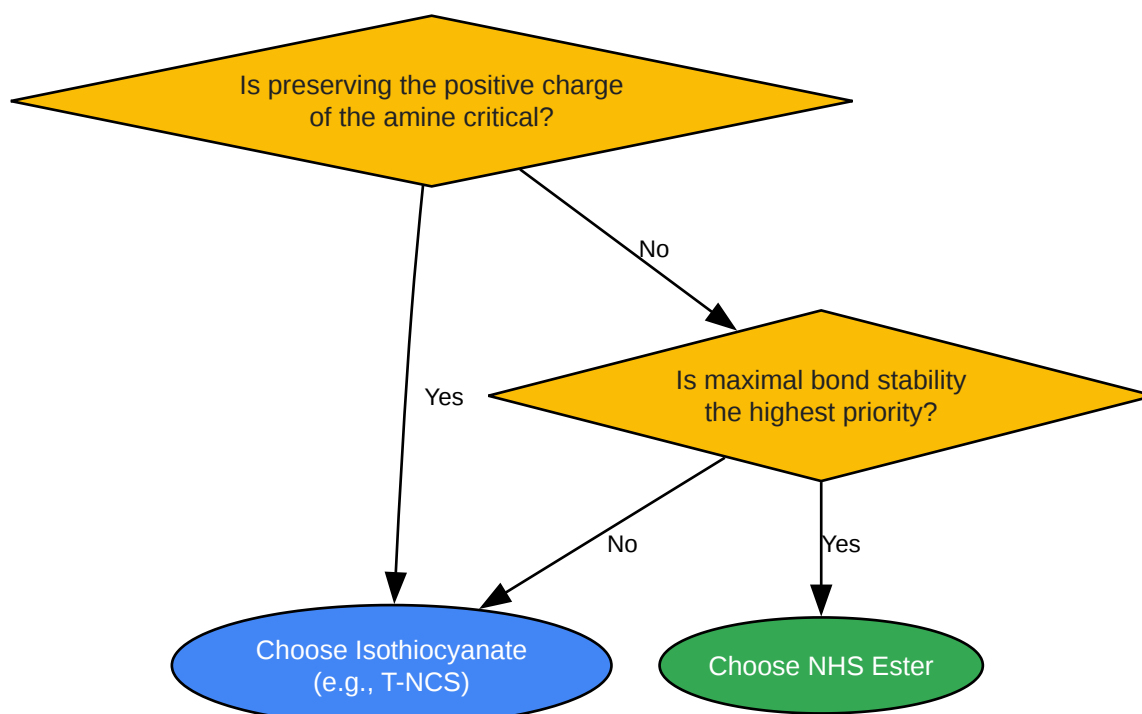 Is preserving the positive charge
of the amine critical?
No
Is maximal bond stability
the highest priority?
Yes
No
Yes
Choose Isothiocyanate
(e.g., T-NCS)
Choose NHS Ester